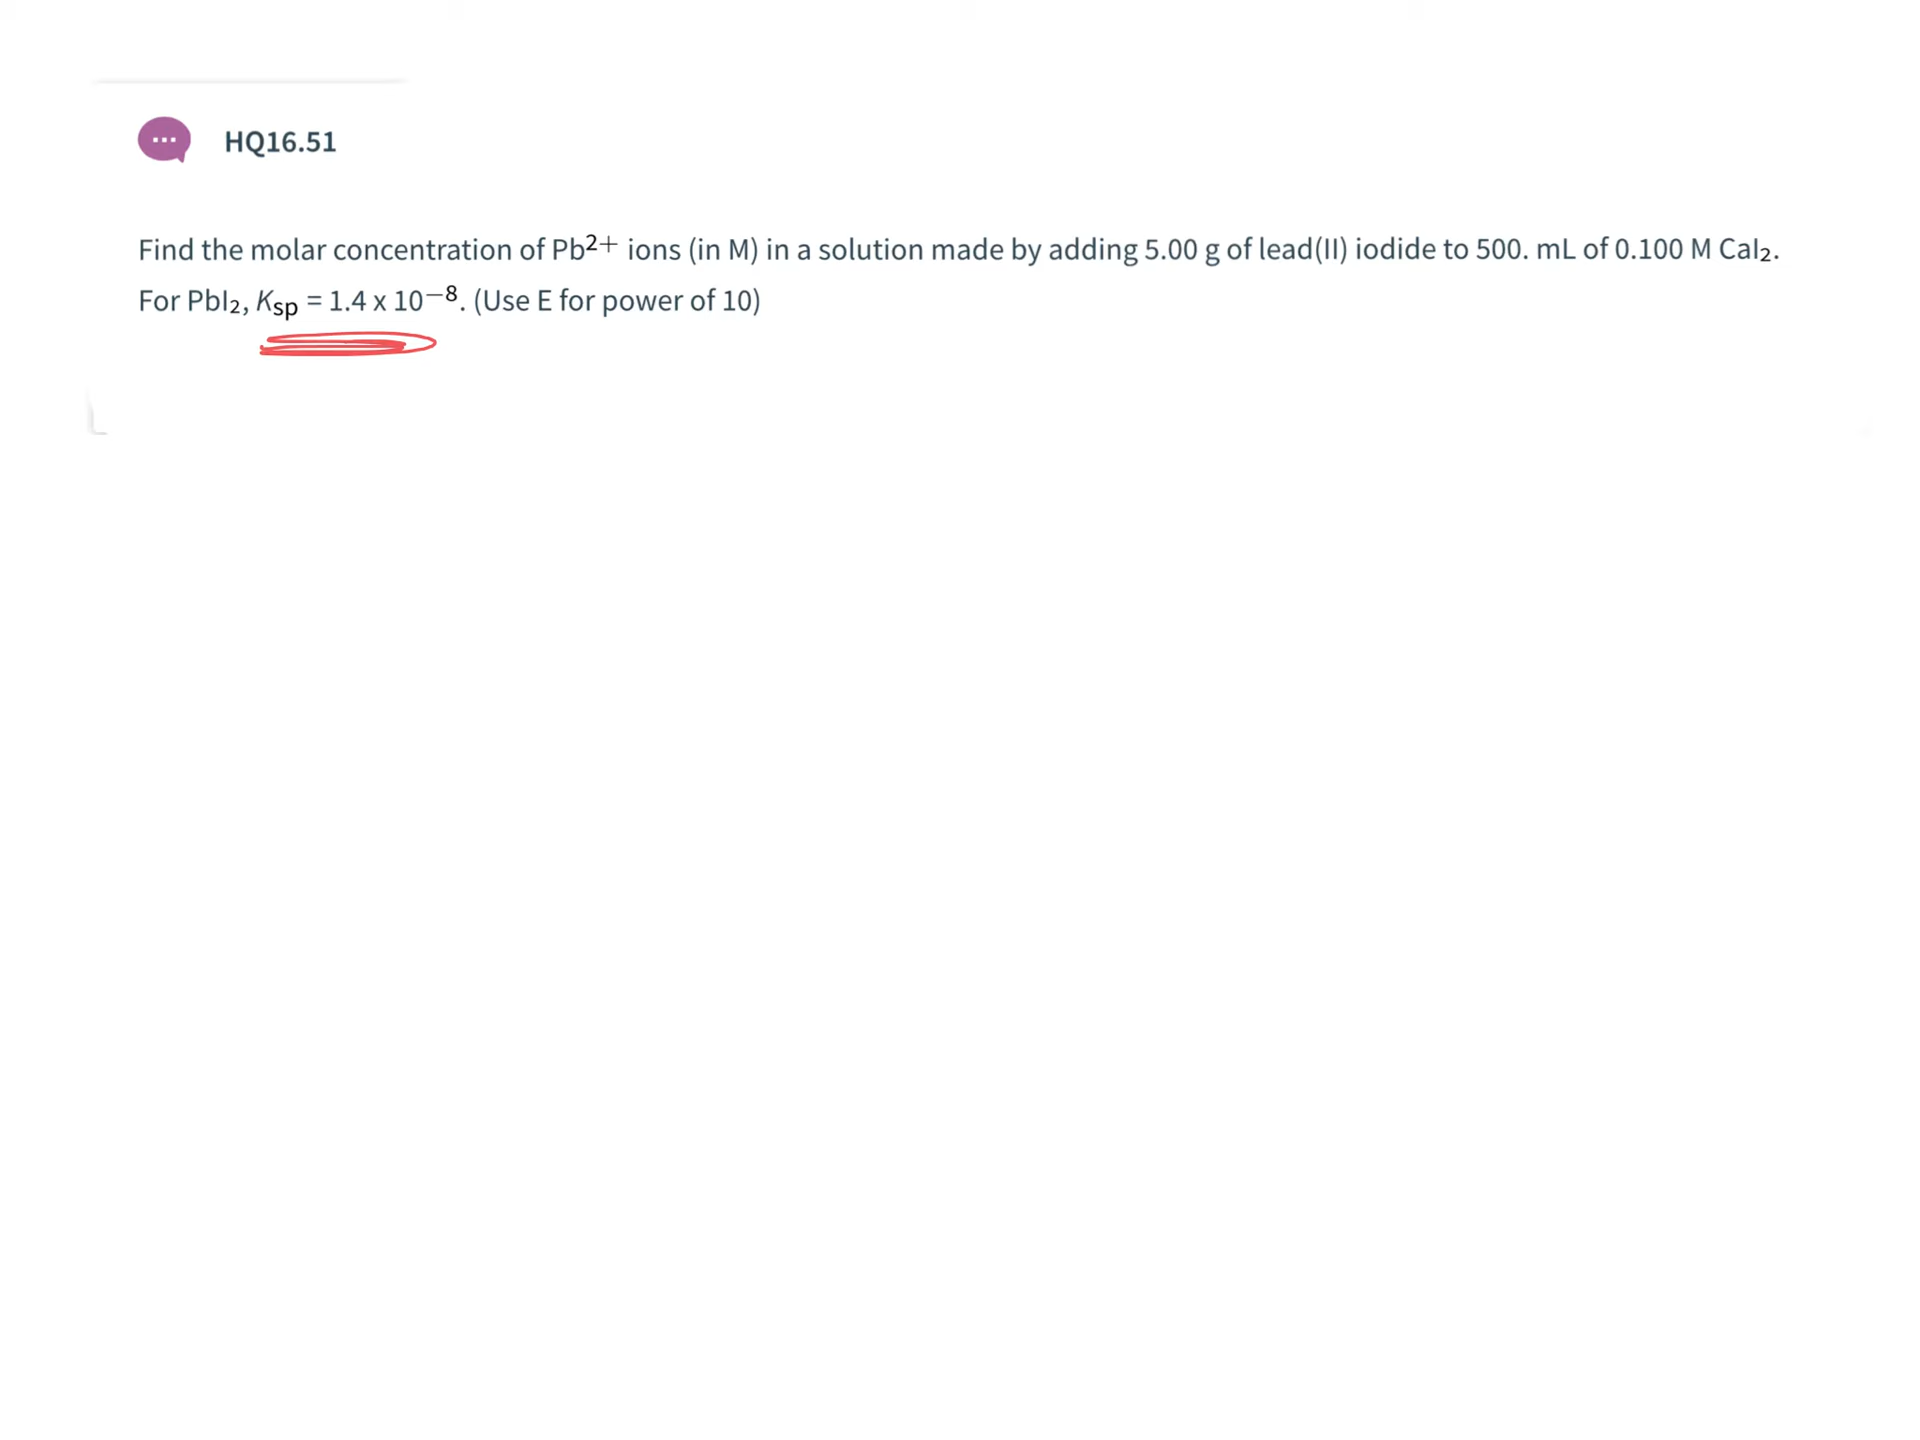 HQ16.51
Find the molar concentration of Pb²⁺ ions (in M) in a solution made by adding 5.00 g of lead(II) iodide to 500. mL of 0.100 M CaI₂.
For PbI₂, Ksp = 1.4 x 10⁻⁸. (Use E for power of 10)